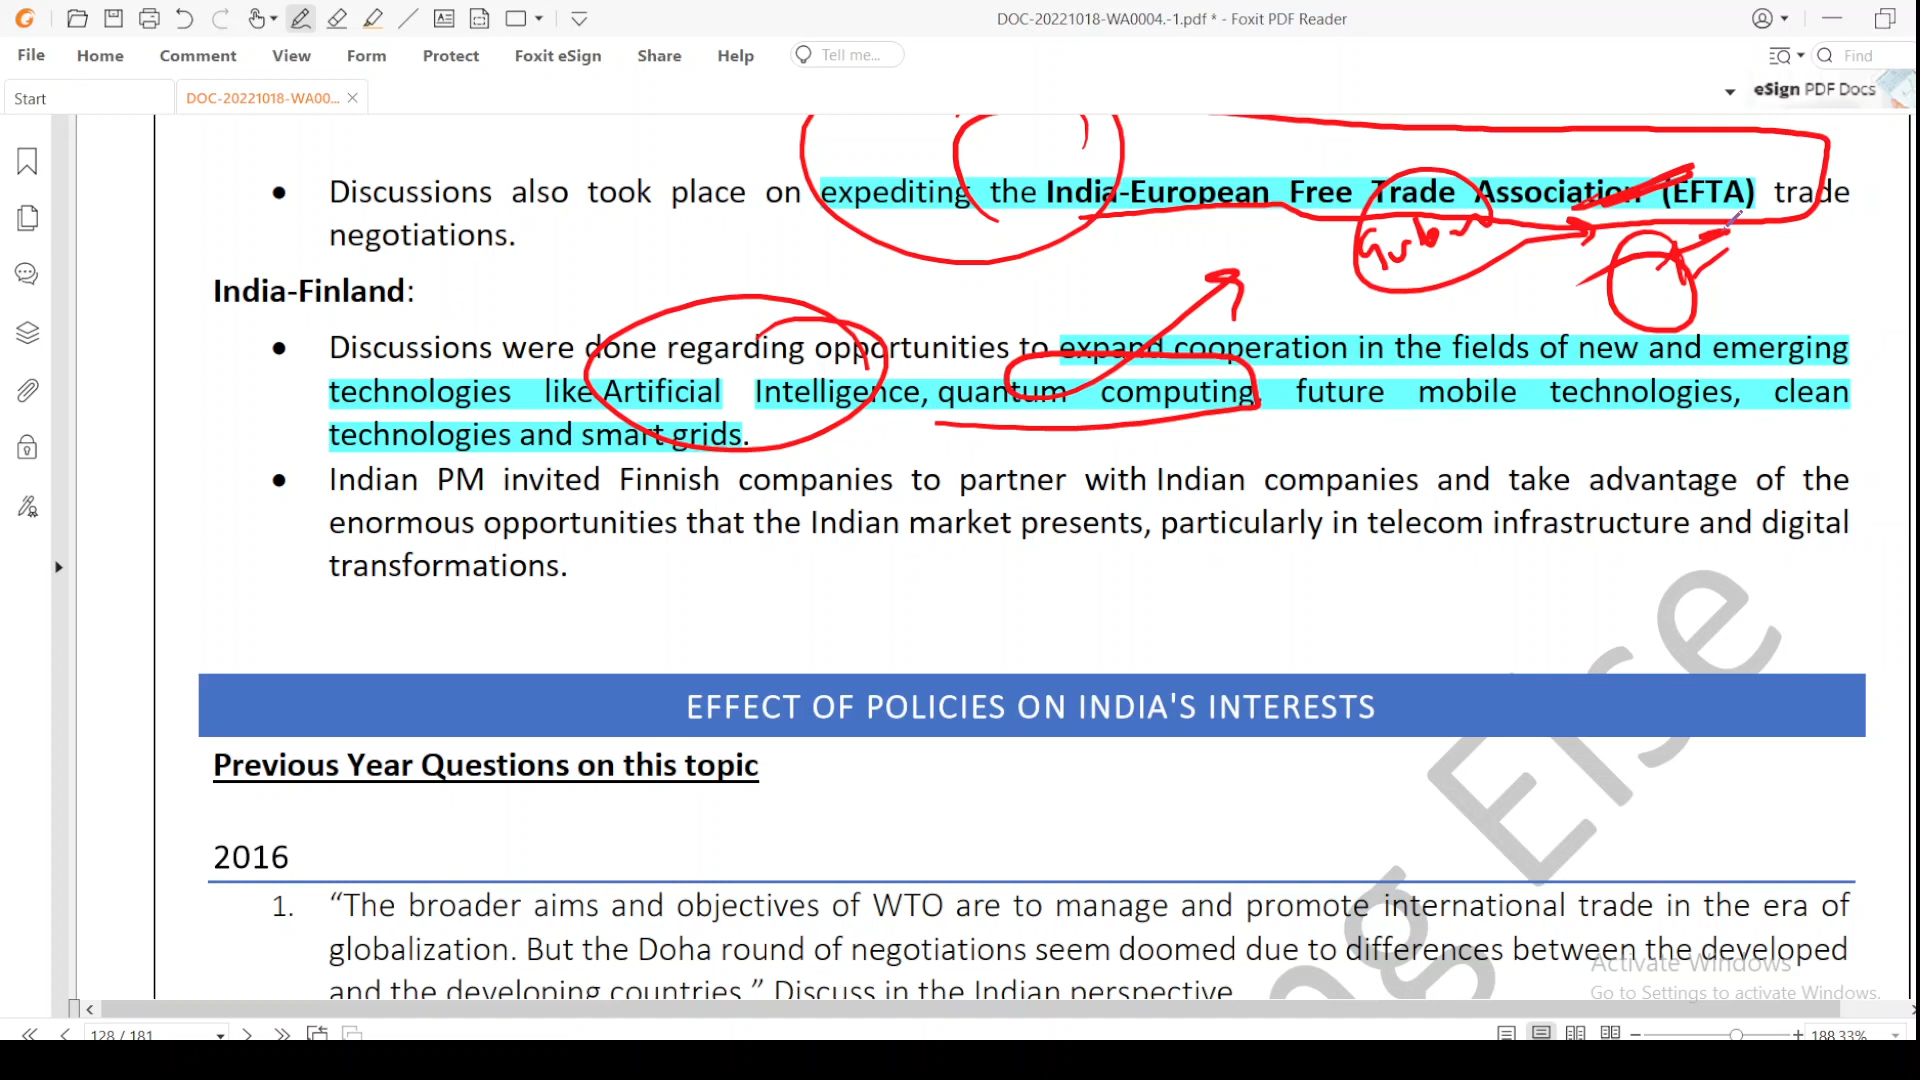 DOC-20221018-WA0004.-1.pdf * - Foxit PDF Reader
File Home Comment View Form Protect Foxit eSign Share Help Tell me... Find
Start DOC-20221018-WA00... eSign PDF Docs
• Discussions also took place on expediting the India-European Free Trade Association (EFTA) trade
negotiations.
India-Finland:
• Discussions were done regarding opportunities to expand cooperation in the fields of new and emerging
technologies like Artificial Intelligence, quantum computing, future mobile technologies, clean
technologies and smart grids.
• Indian PM invited Finnish companies to partner with Indian companies and take advantage of the
enormous opportunities that the Indian market presents, particularly in telecom infrastructure and digital
transformations.
EFFECT OF POLICIES ON INDIA'S INTERESTS
Previous Year Questions on this topic
2016
1. “The broader aims and objectives of WTO are to manage and promote international trade in the era of
globalization. But the Doha round of negotiations seem doomed due to differences between the developed
and the developing countries.” Discuss in the Indian perspective
ng Else
Activate Windows
Go to Settings to activate Windows.
128 / 181 188.33%